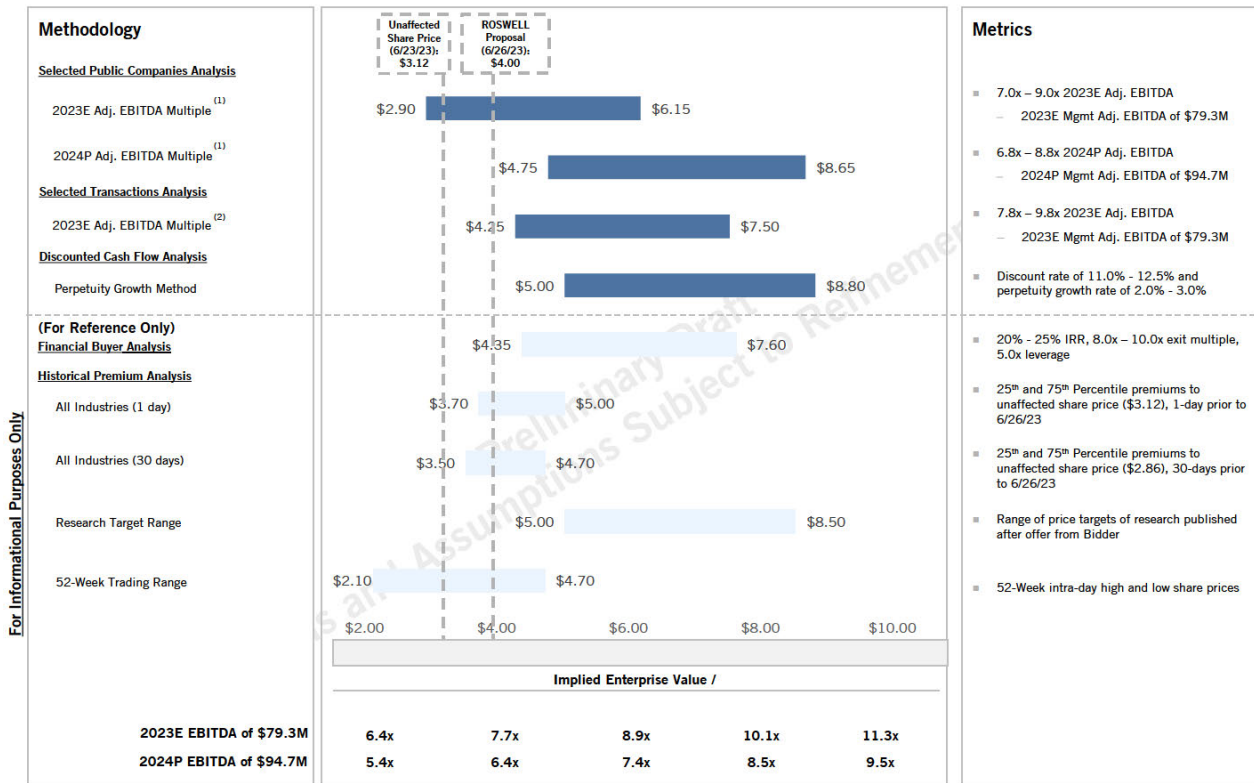 Methodology
Unaffected
Share Price
(6/23/23):
$3.12
ROSWELL
Proposal
(6/26/23):
$4.00
Metrics
Selected Public Companies Analysis
2023E Adj. EBITDA Multiple (1)
$2.90
$6.15
7.0x – 9.0x 2023E Adj. EBITDA
– 2023E Mgmt Adj. EBITDA of $79.3M
2024P Adj. EBITDA Multiple (1)
$4.75
$8.65
6.8x – 8.8x 2024P Adj. EBITDA
– 2024P Mgmt Adj. EBITDA of $94.7M
Selected Transactions Analysis
2023E Adj. EBITDA Multiple (2)
$4.25
$7.50
7.8x – 9.8x 2023E Adj. EBITDA
– 2023E Mgmt Adj. EBITDA of $79.3M
Discounted Cash Flow Analysis
Perpetuity Growth Method
$5.00
$8.80
Discount rate of 11.0% - 12.5% and
perpetuity growth rate of 2.0% - 3.0%
(For Reference Only)
Financial Buyer Analysis
$4.35
$7.60
20% - 25% IRR, 8.0x – 10.0x exit multiple,
5.0x leverage
Historical Premium Analysis
All Industries (1 day)
$3.70
$5.00
25th and 75th Percentile premiums to
unaffected share price ($3.12), 1-day prior to
6/26/23
All Industries (30 days)
$3.50
$4.70
25th and 75th Percentile premiums to
unaffected share price ($2.86), 30-days prior
to 6/26/23
Research Target Range
$5.00
$8.50
Range of price targets of research published
after offer from Bidder
52-Week Trading Range
$2.10
$4.70
52-Week intra-day high and low share prices
For Informational Purposes Only
Preliminary Draft
s and Assumptions Subject to Refinemen
$2.00 $4.00 $6.00 $8.00 $10.00
Implied Enterprise Value /
2023E EBITDA of $79.3M 6.4x 7.7x 8.9x 10.1x 11.3x
2024P EBITDA of $94.7M 5.4x 6.4x 7.4x 8.5x 9.5x